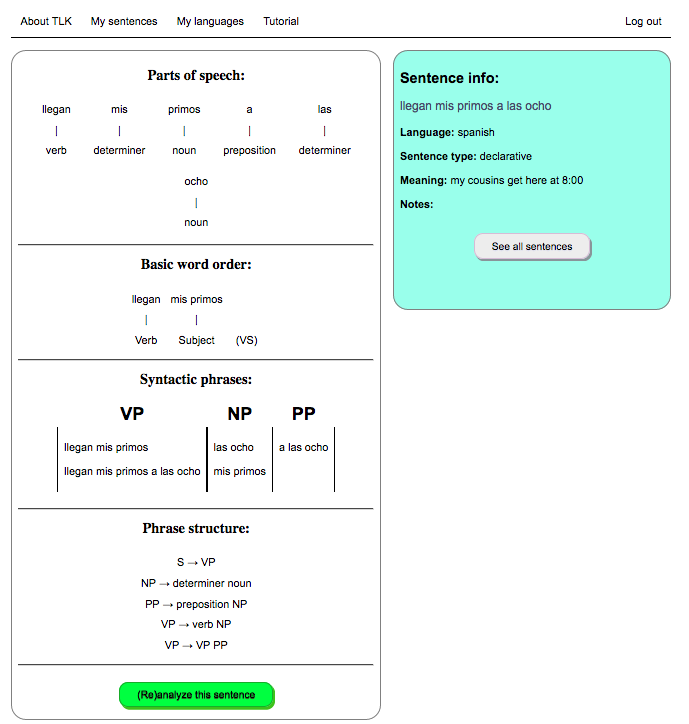 About TLK My sentences My languages Tutorial Log out
Parts of speech:
llegan mis primos a las
| | | | |
verb determiner noun preposition determiner
ocho
|
noun
Basic word order:
llegan mis primos
| |
Verb Subject (VS)
Syntactic phrases:
VP NP PP
llegan mis primos las ocho a las ocho
llegan mis primos a las ocho mis primos
Phrase structure:
S → VP
NP → determiner noun
PP → preposition NP
VP → verb NP
VP → VP PP
(Re)analyze this sentence
Sentence info:
llegan mis primos a las ocho
Language: spanish
Sentence type: declarative
Meaning: my cousins get here at 8:00
Notes:
See all sentences